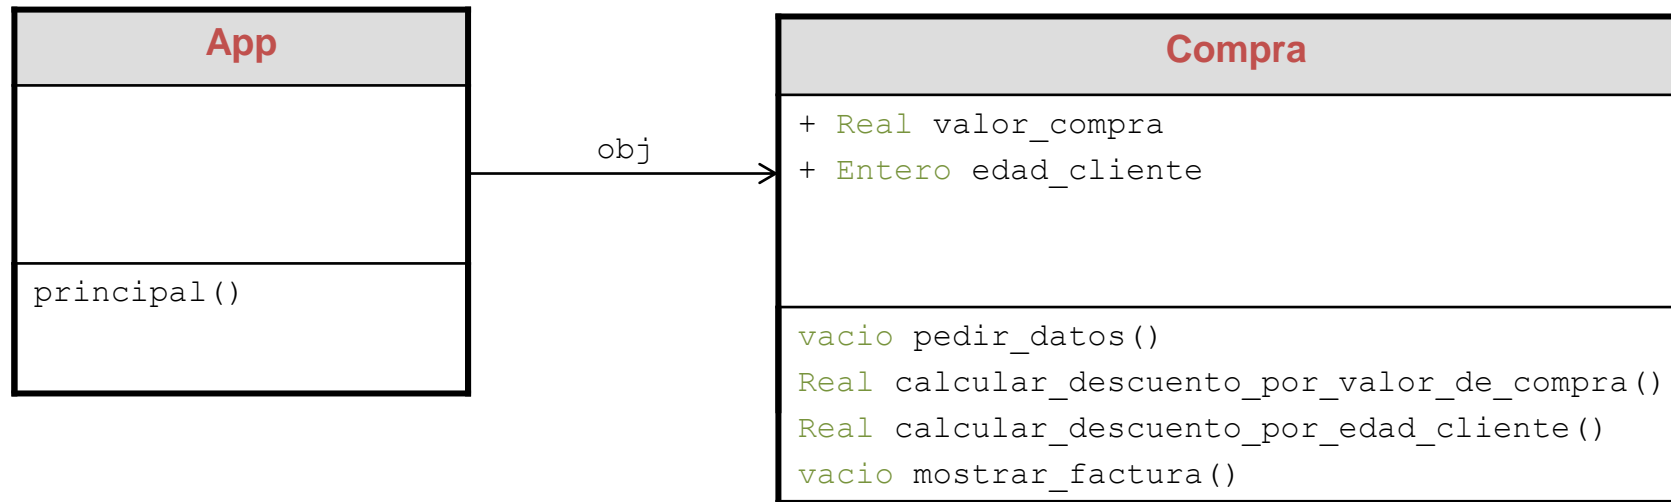 App
principal()
obj
Compra
+ Real valor_compra
+ Entero edad_cliente
vacio pedir_datos()
Real calcular_descuento_por_valor_de_compra()
Real calcular_descuento_por_edad_cliente()
vacio mostrar_factura()